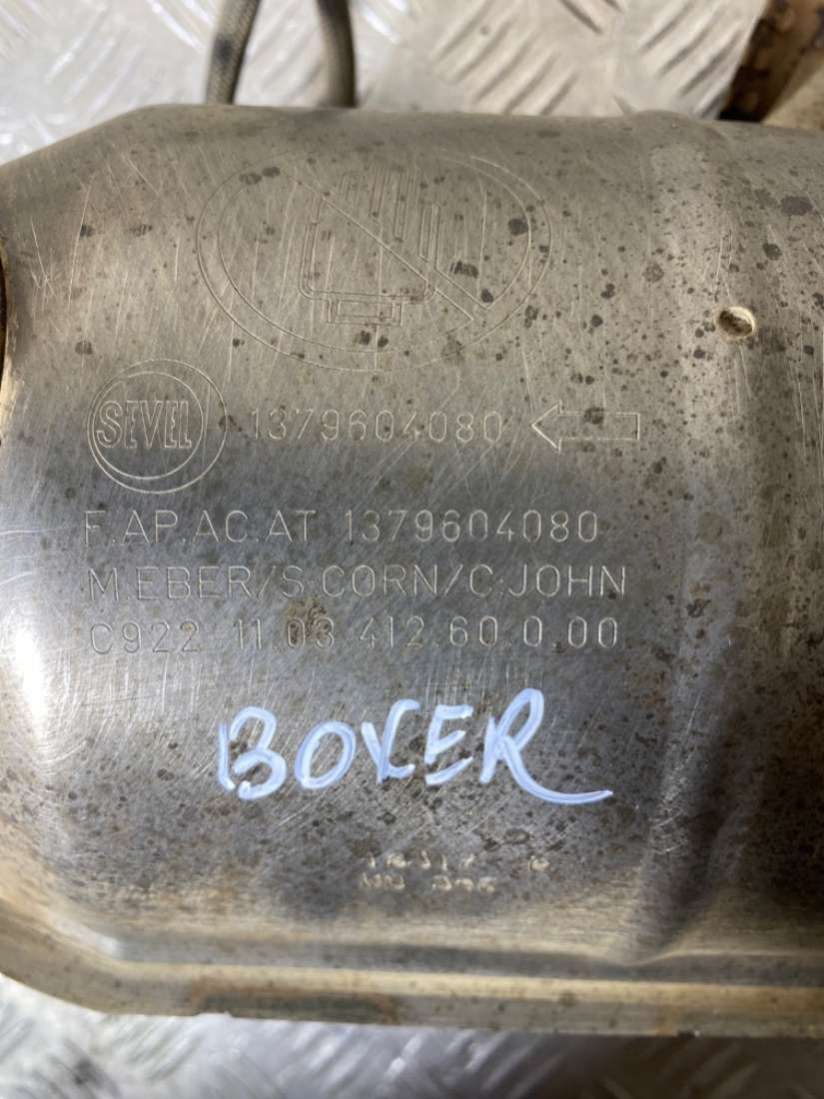 SEVEL 1379604080
F.AP.AC.AT 1379604080
M.EBER/S.CORN/C.JOHN
C922 11.03 412.60.0.00
BOXER